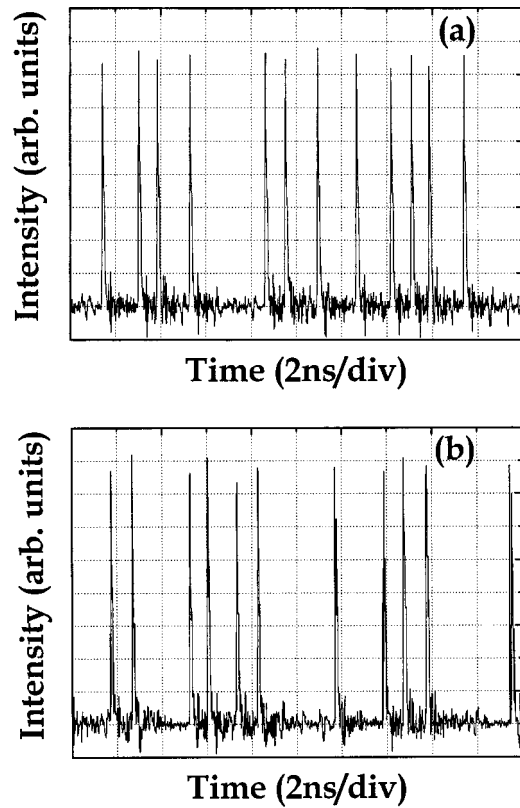 (a)
Intensity (arb. units)
Time (2ns/div)
(b)
Intensity (arb. units)
Time (2ns/div)